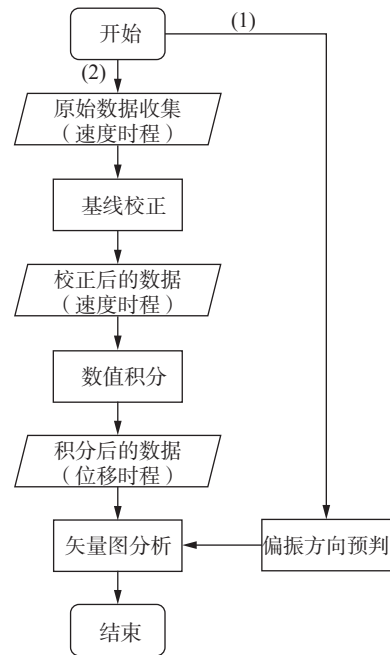 开始
(1)
(2)
原始数据收集
（速度时程）
基线校正
校正后的数据
（速度时程）
数值积分
积分后的数据
（位移时程）
矢量图分析
偏振方向预判
结束